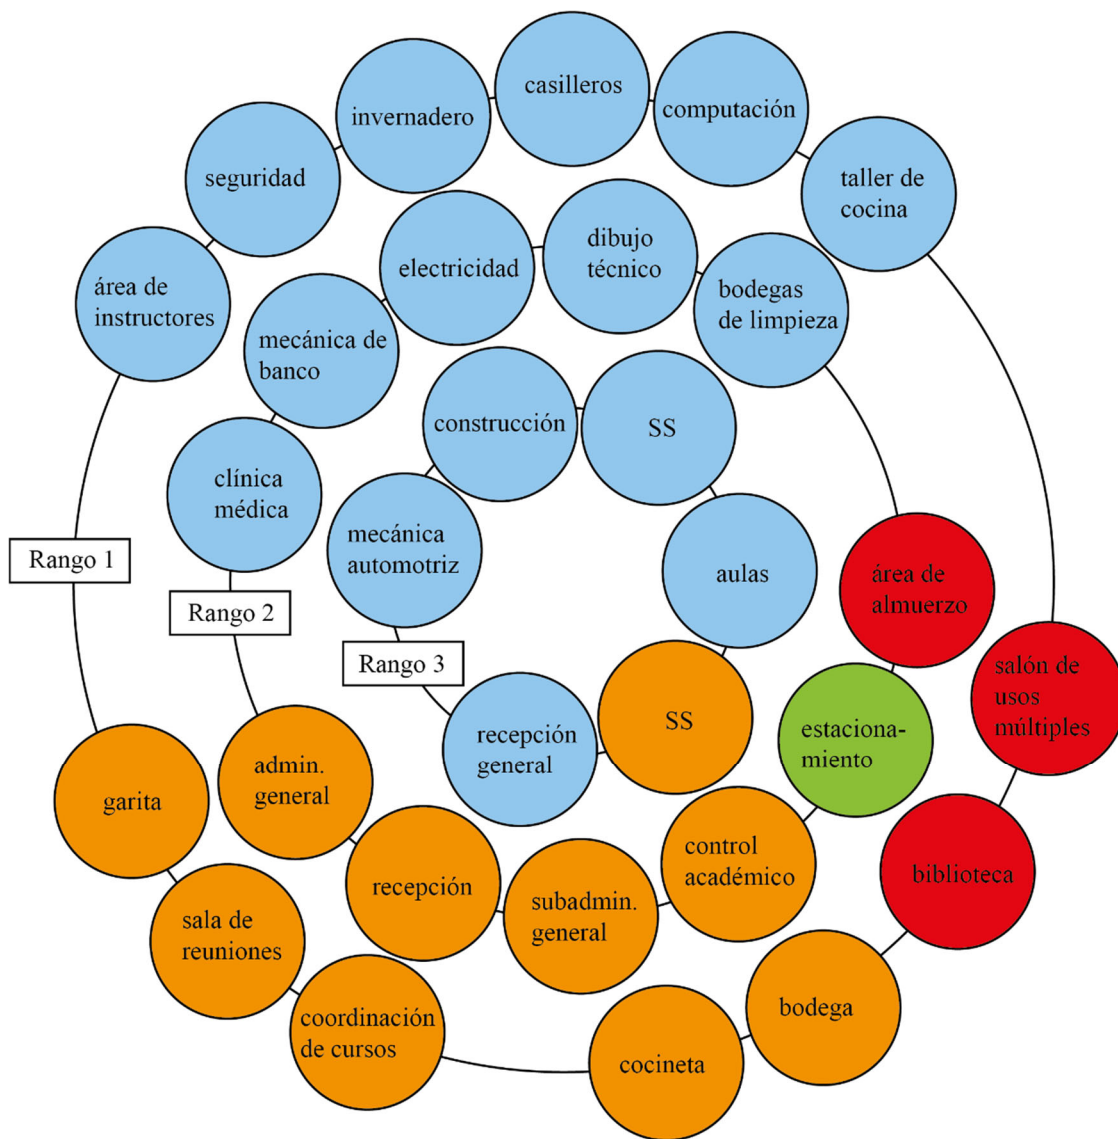 casilleros
computación
invernadero
seguridad
taller de
cocina
dibujo
técnico
electricidad
bodegas
de limpieza
área de
instructores
mecánica de
banco
construcción
SS
clínica
médica
mecánica
automotriz
aulas
área de
almuerzo
Rango 1
Rango 2
Rango 3
salón de
usos
múltiples
SS
estaciona-
miento
recepción
general
admin.
general
garita
control
académico
biblioteca
recepción
subadmin.
general
sala de
reuniones
bodega
coordinación
de cursos
cocineta